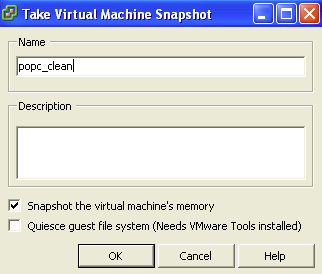 Take Virtual Machine Snapshot
Name
popc_clean
Description
Snapshot the virtual machine's memory
Quiesce guest file system (Needs VMware Tools installed)
OK Cancel Help